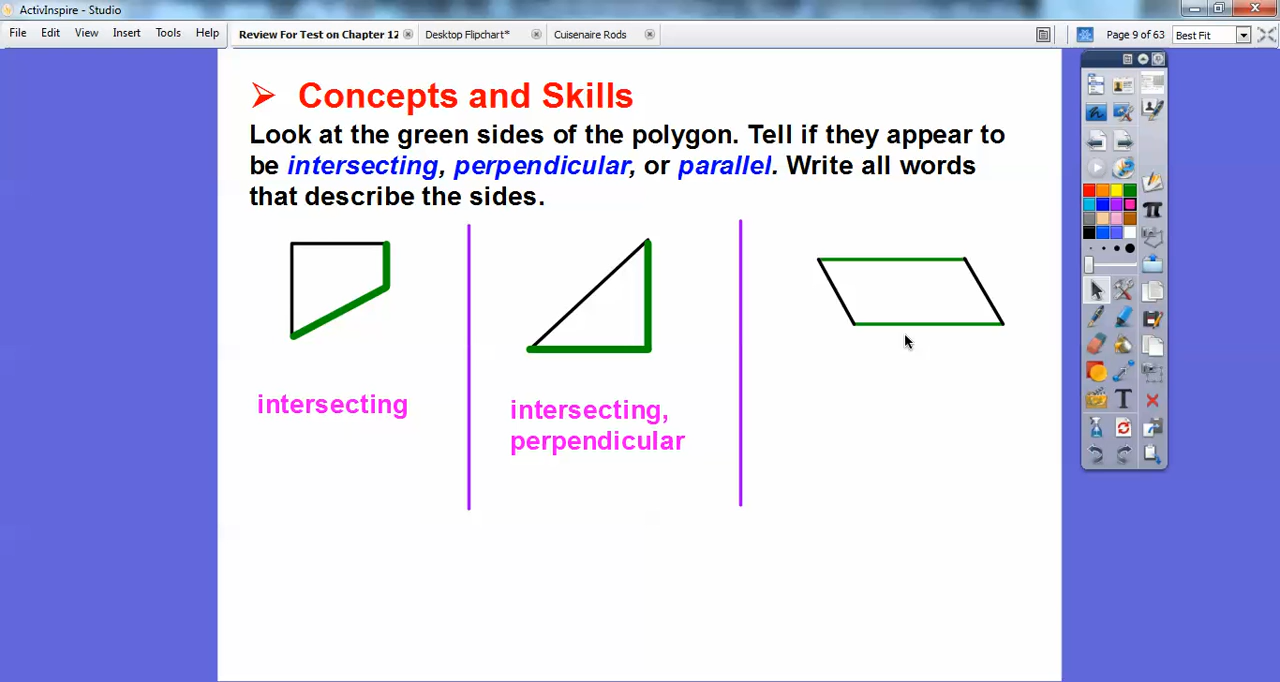 ActivInspire - Studio
File Edit View Insert Tools Help
Review For Test on Chapter 12
Desktop Flipchart*
Cuisenaire Rods
Page 9 of 63
Best Fit
Concepts and Skills
Look at the green sides of the polygon. Tell if they appear to
be intersecting, perpendicular, or parallel. Write all words
that describe the sides.
intersecting
intersecting,
perpendicular